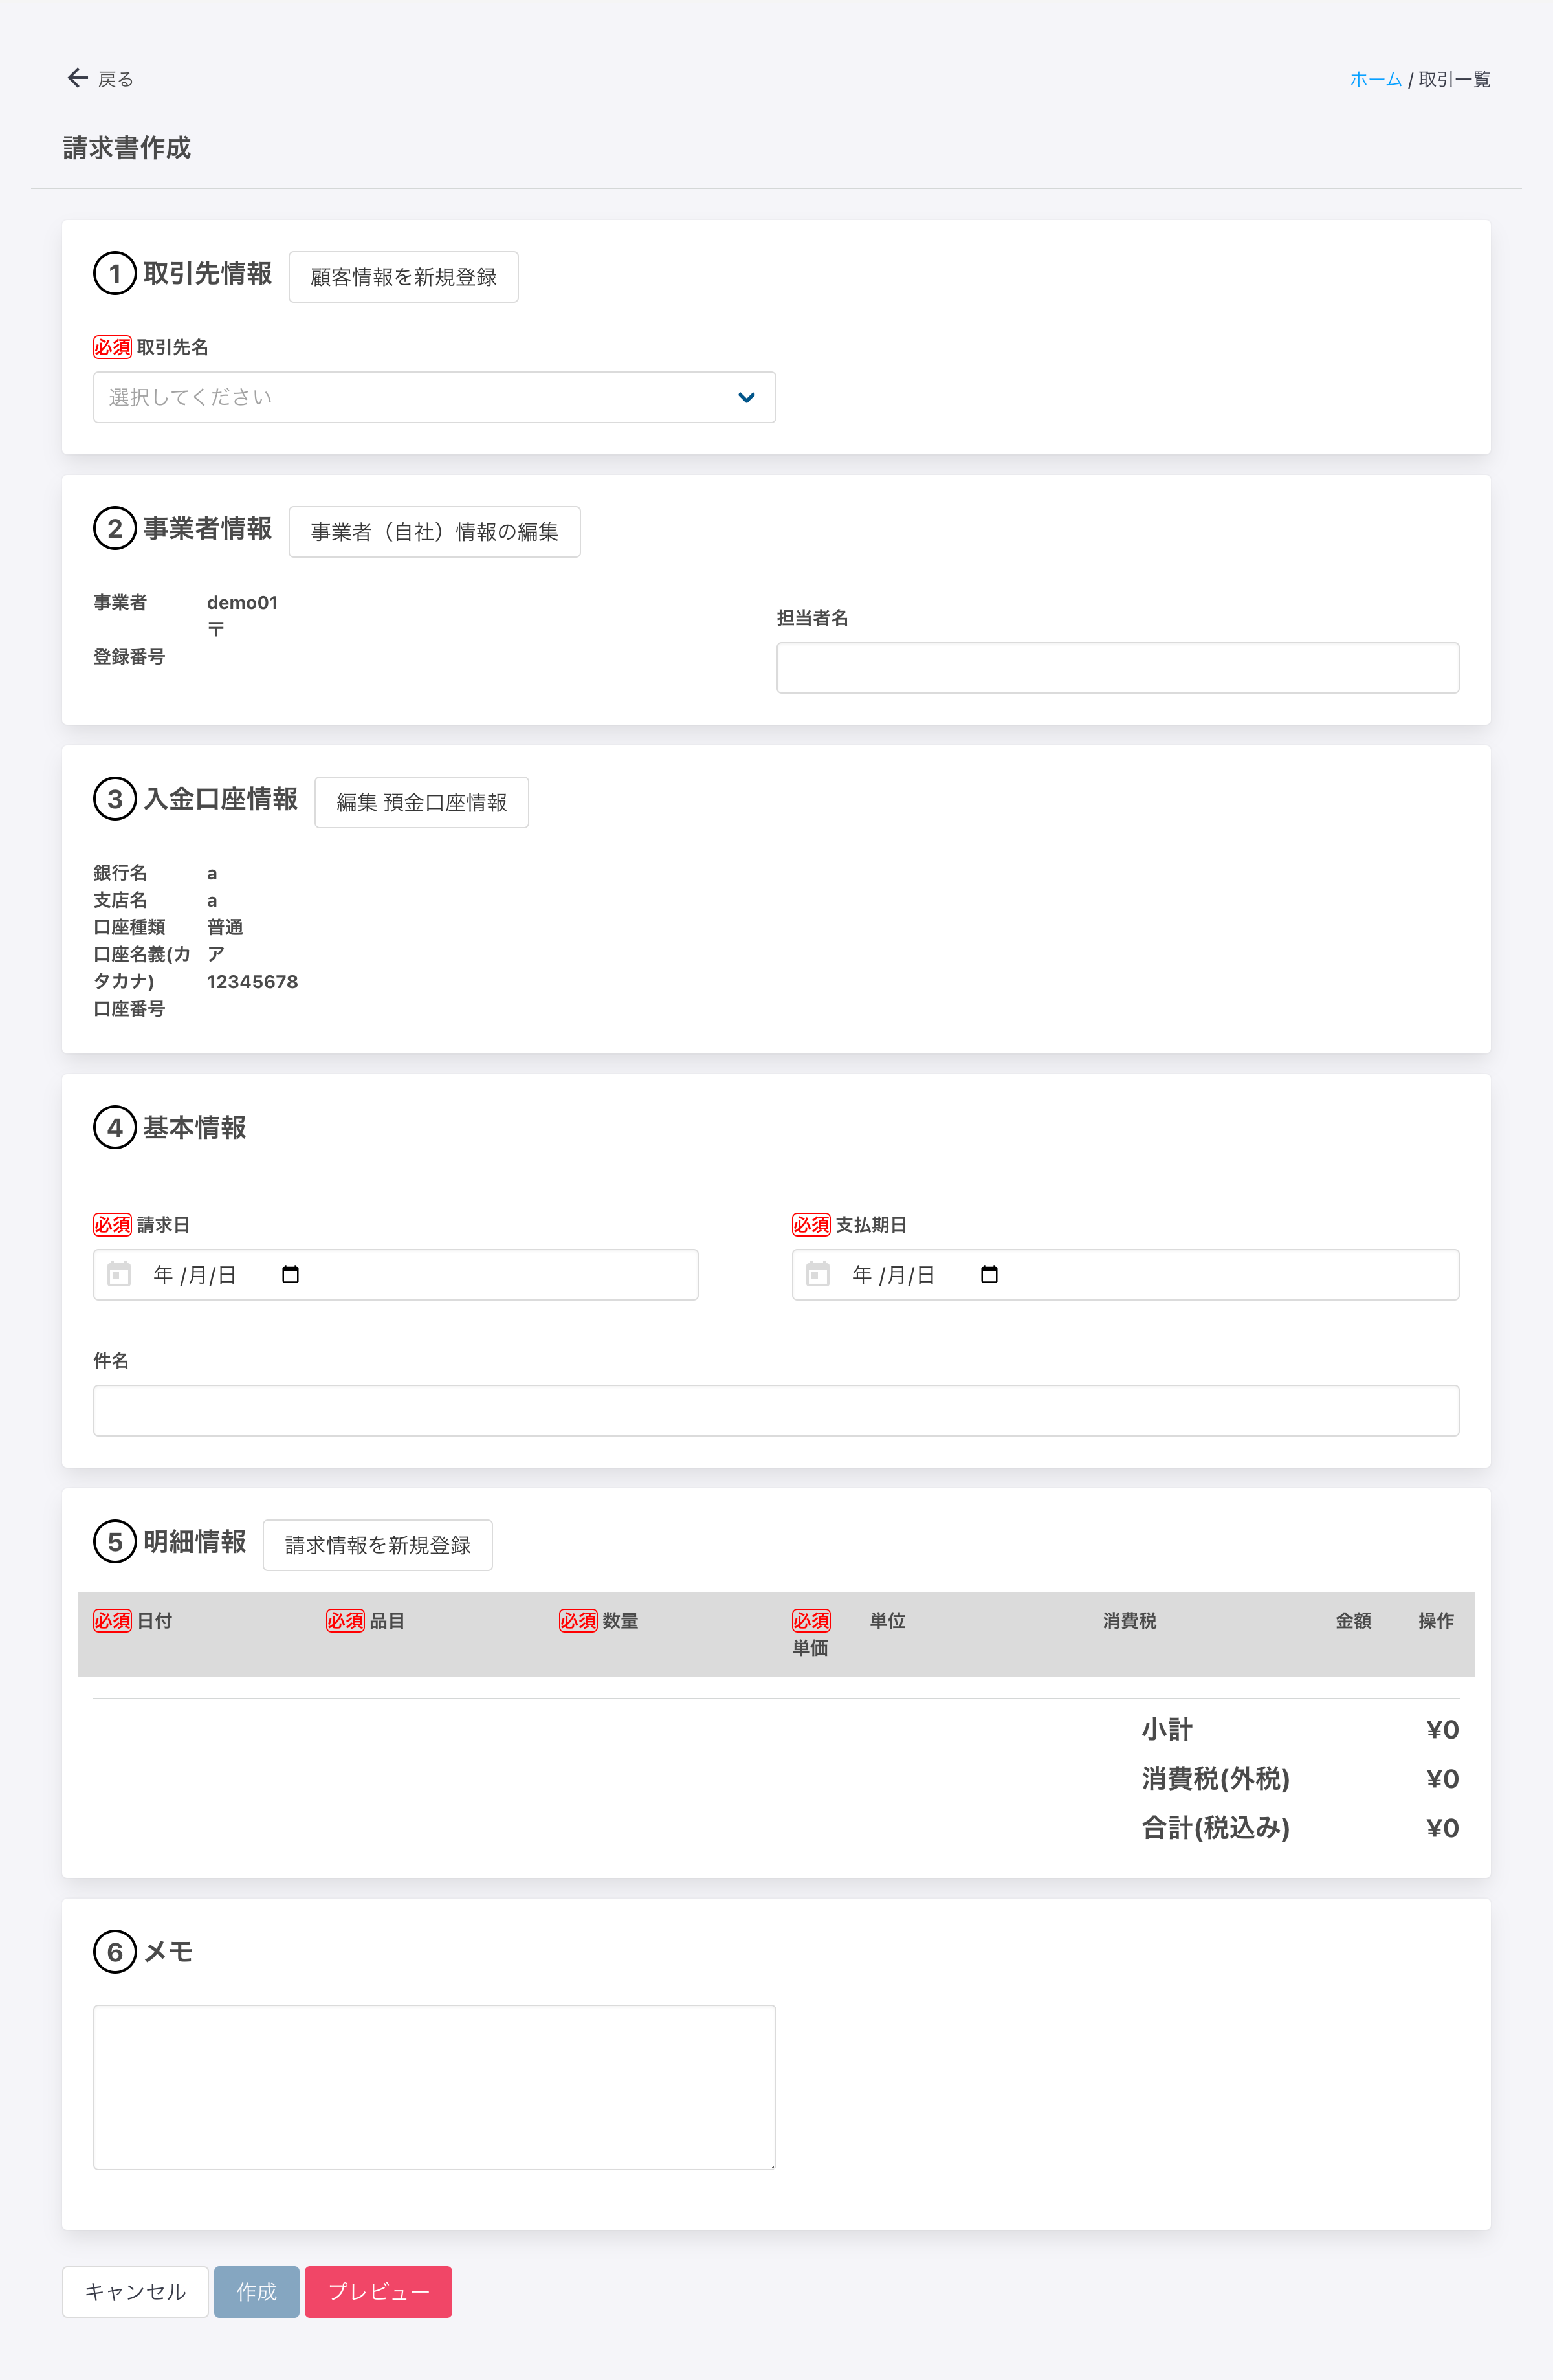 戻る
ホーム / 取引一覧
請求書作成
1 取引先情報 顧客情報を新規登録
必須 取引先名
選択してください
2 事業者情報 事業者（自社）情報の編集
事業者 demo01
〒
登録番号
担当者名
3 入金口座情報 編集 預金口座情報
銀行名 a
支店名 a
口座種類 普通
口座名義(カ ア
タカナ) 12345678
口座番号
4 基本情報
必須 請求日 必須 支払期日
年 /月/日 年 /月/日
件名
5 明細情報 請求情報を新規登録
必須 日付 必須 品目 必須 数量 必須 単位 消費税 金額 操作
単価
小計 ¥0
消費税(外税) ¥0
合計(税込み) ¥0
6 メモ
キャンセル 作成 プレビュー